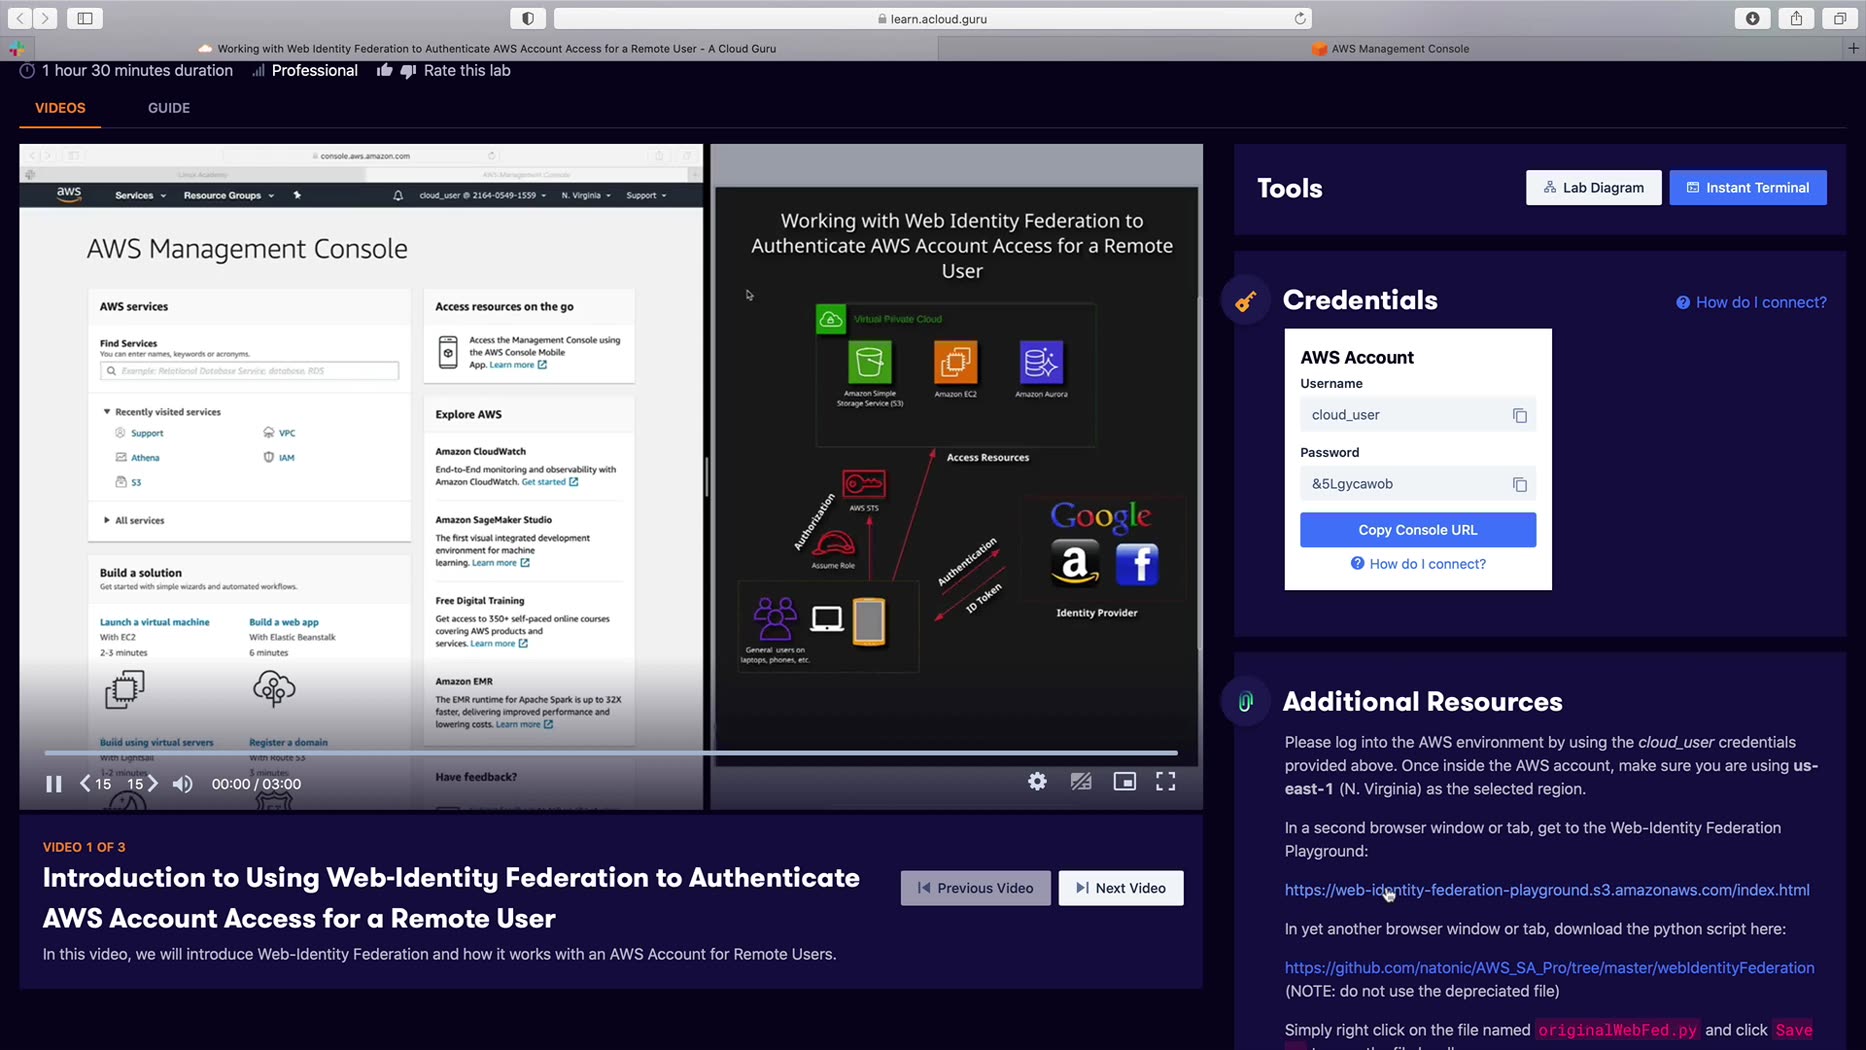 learn.acloud.guru
Working with Web Identity Federation to Authenticate AWS Account Access for a Remote User - A Cloud Guru
AWS Management Console
1 hour 30 minutes duration
Professional
Rate this lab
VIDEOS
GUIDE
console.aws.amazon.com
Linux Academy
AWS Management Console
aws
Services
Resource Groups
cloud_user @ 2164-0549-1559
N. Virginia
Support
AWS Management Console
AWS services
Find Services
You can enter names, keywords or acronyms.
Example: Relational Database Service, database, RDS
Recently visited services
Support
VPC
Athena
IAM
S3
All services
Build a solution
Get started with simple wizards and automated workflows.
Launch a virtual machine
With EC2
2-3 minutes
Build a web app
With Elastic Beanstalk
6 minutes
Build using virtual servers
With Lightsail
1-2 minutes
Register a domain
With Route 53
3 minutes
Access resources on the go
Access the Management Console using
the AWS Console Mobile
App. Learn more
Explore AWS
Amazon CloudWatch
End-to-End monitoring and observability with
Amazon CloudWatch. Get started
Amazon SageMaker Studio
The first visual integrated development
environment for machine
learning. Learn more
Free Digital Training
Get access to 350+ self-paced online courses
covering AWS products and
services. Learn more
Amazon EMR
The EMR runtime for Apache Spark is up to 32X
faster, delivering improved performance and
lowering costs. Learn more
Have feedback?
Working with Web Identity Federation to
Authenticate AWS Account Access for a Remote
User
Virtual Private Cloud
Amazon Simple
Storage Service (S3)
Amazon EC2
Amazon Aurora
Access Resources
AWS STS
Authorization
Assume Role
Authentication
ID Token
Google
a
f
Identity Provider
General users on
laptops, phones, etc.
15
15
00:00 / 03:00
VIDEO 1 OF 3
Introduction to Using Web-Identity Federation to Authenticate
AWS Account Access for a Remote User
In this video, we will introduce Web-Identity Federation and how it works with an AWS Account for Remote Users.
Previous Video
Next Video
Tools
Lab Diagram
Instant Terminal
Credentials
How do I connect?
AWS Account
Username
cloud_user
Password
&5Lgycawob
Copy Console URL
How do I connect?
Additional Resources
Please log into the AWS environment by using the cloud_user credentials
provided above. Once inside the AWS account, make sure you are using us-
east-1 (N. Virginia) as the selected region.
In a second browser window or tab, get to the Web-Identity Federation
Playground:
https://web-identity-federation-playground.s3.amazonaws.com/index.html
In yet another browser window or tab, download the python script here:
https://github.com/natonic/AWS_SA_Pro/tree/master/webIdentityFederation
(NOTE: do not use the depreciated file)
Simply right click on the file named originalWebFed.py and click Save